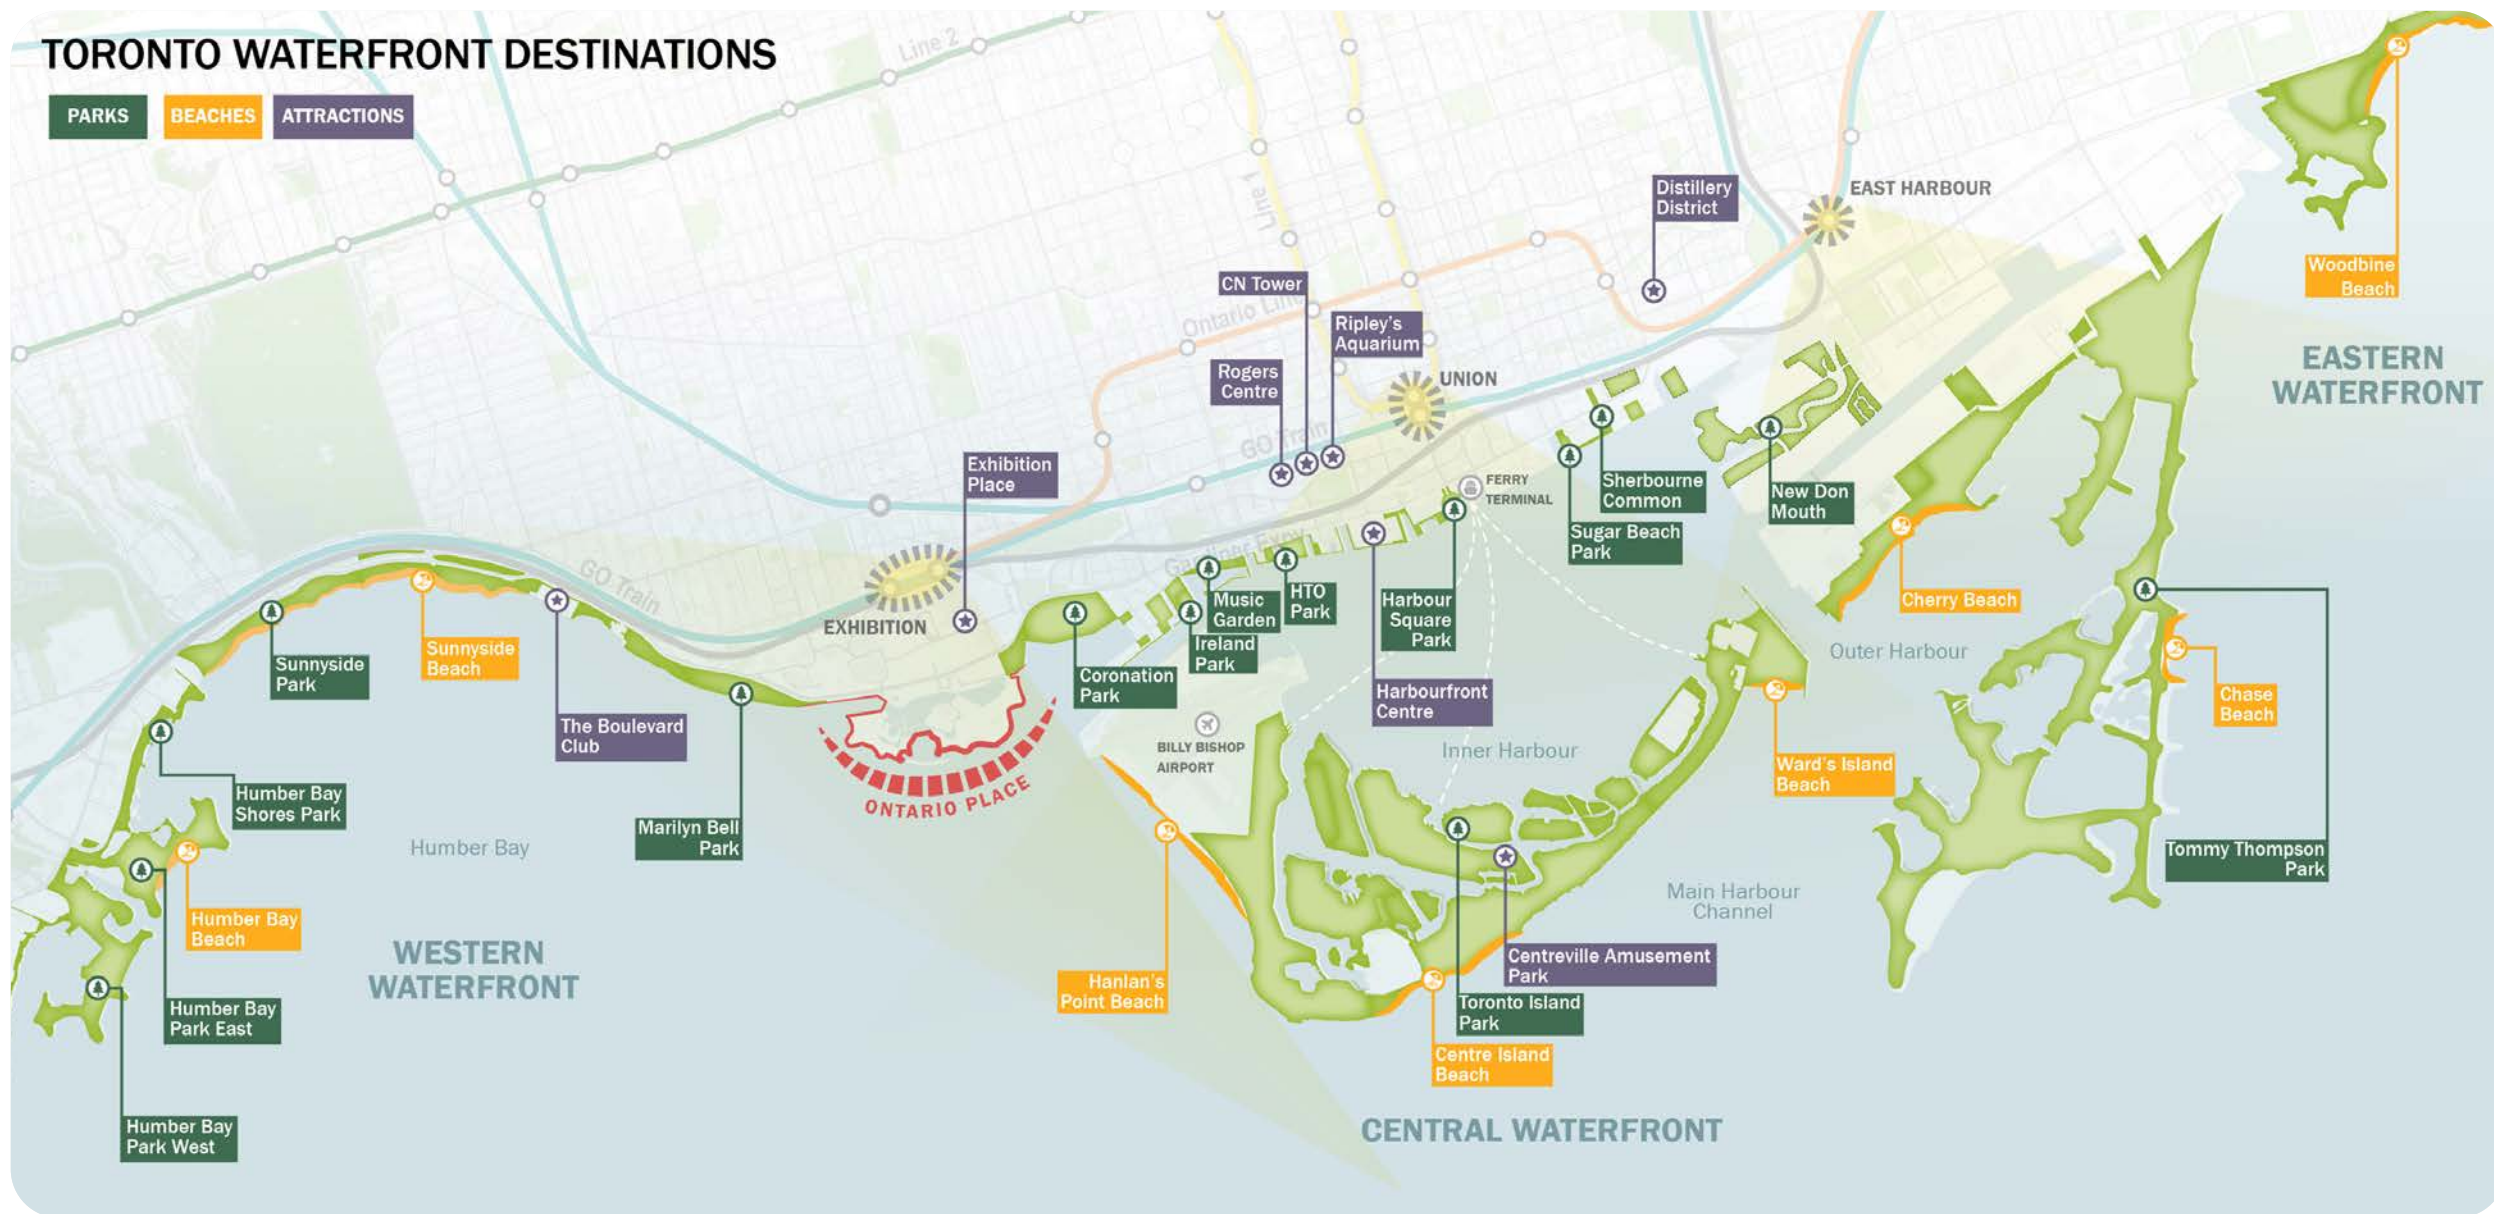 TORONTO WATERFRONT DESTINATIONS
PARKS
BEACHES
ATTRACTIONS
Line 2
Line 1
Ontario Line
GO Train
GO Train
Gardiner Expy
Distillery
District
EAST HARBOUR
CN Tower
Ripley's
Aquarium
Rogers
Centre
UNION
Woodbine
Beach
EASTERN
WATERFRONT
Exhibition
Place
FERRY
TERMINAL
Sherbourne
Common
Sugar Beach
Park
New Don
Mouth
Cherry Beach
EXHIBITION
Music
Garden
HTO
Park
Ireland
Park
Harbour
Square
Park
Coronation
Park
Harbourfront
Centre
Outer Harbour
Sunnyside
Park
Sunnyside
Beach
The Boulevard
Club
Chase
Beach
BILLY BISHOP
AIRPORT
Inner Harbour
Ward's Island
Beach
Humber Bay
Shores Park
Marilyn Bell
Park
ONTARIO PLACE
Humber Bay
Tommy Thompson
Park
Main Harbour
Channel
Humber Bay
Beach
WESTERN
WATERFRONT
Hanlan's
Point Beach
Centreville Amusement
Park
Toronto Island
Park
Humber Bay
Park East
Centre Island
Beach
CENTRAL WATERFRONT
Humber Bay
Park West